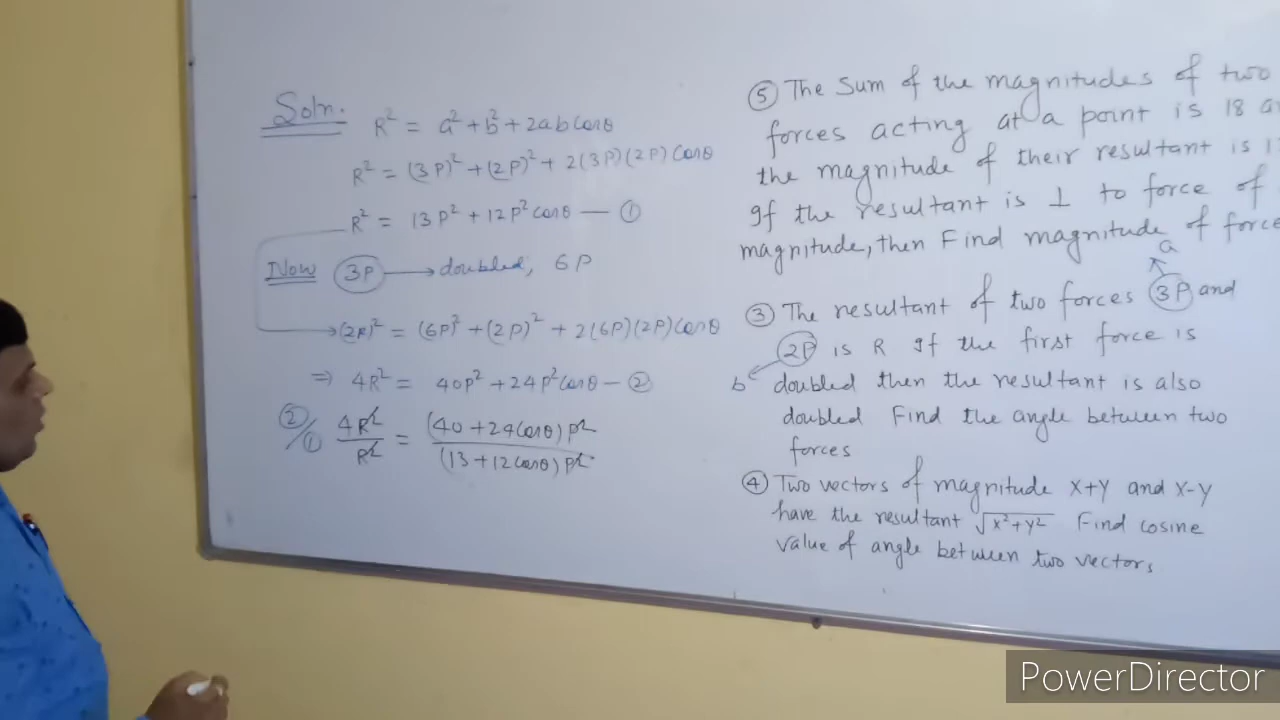 Soln.
R² = a² + b² + 2ab cosθ
R² = (3P)² + (2P)² + 2(3P)(2P) cosθ
R² = 13P² + 12P² cosθ — ①
Now 3P → doubled, 6P
→ (2R)² = (6P)² + (2P)² + 2(6P)(2P) cosθ
⇒ 4R² = 40P² + 24P² cosθ — ②
②/① 4R²/R² = (40 + 24cosθ)P²/(13 + 12cosθ)P²
⑤ The Sum of the magnitudes of two
forces acting at a point is 18
the magnitude of their resultant is
If the resultant is ⊥ to force of
magnitude, then Find magnitude of force
a
③ The resultant of two forces 3P and
2P is R If the first force is
b doubled then the resultant is also
doubled Find the angle between two
forces
④ Two vectors of magnitude x+y and x-y
have the resultant √x²+y² Find cosine
value of angle between two vectors
PowerDirector